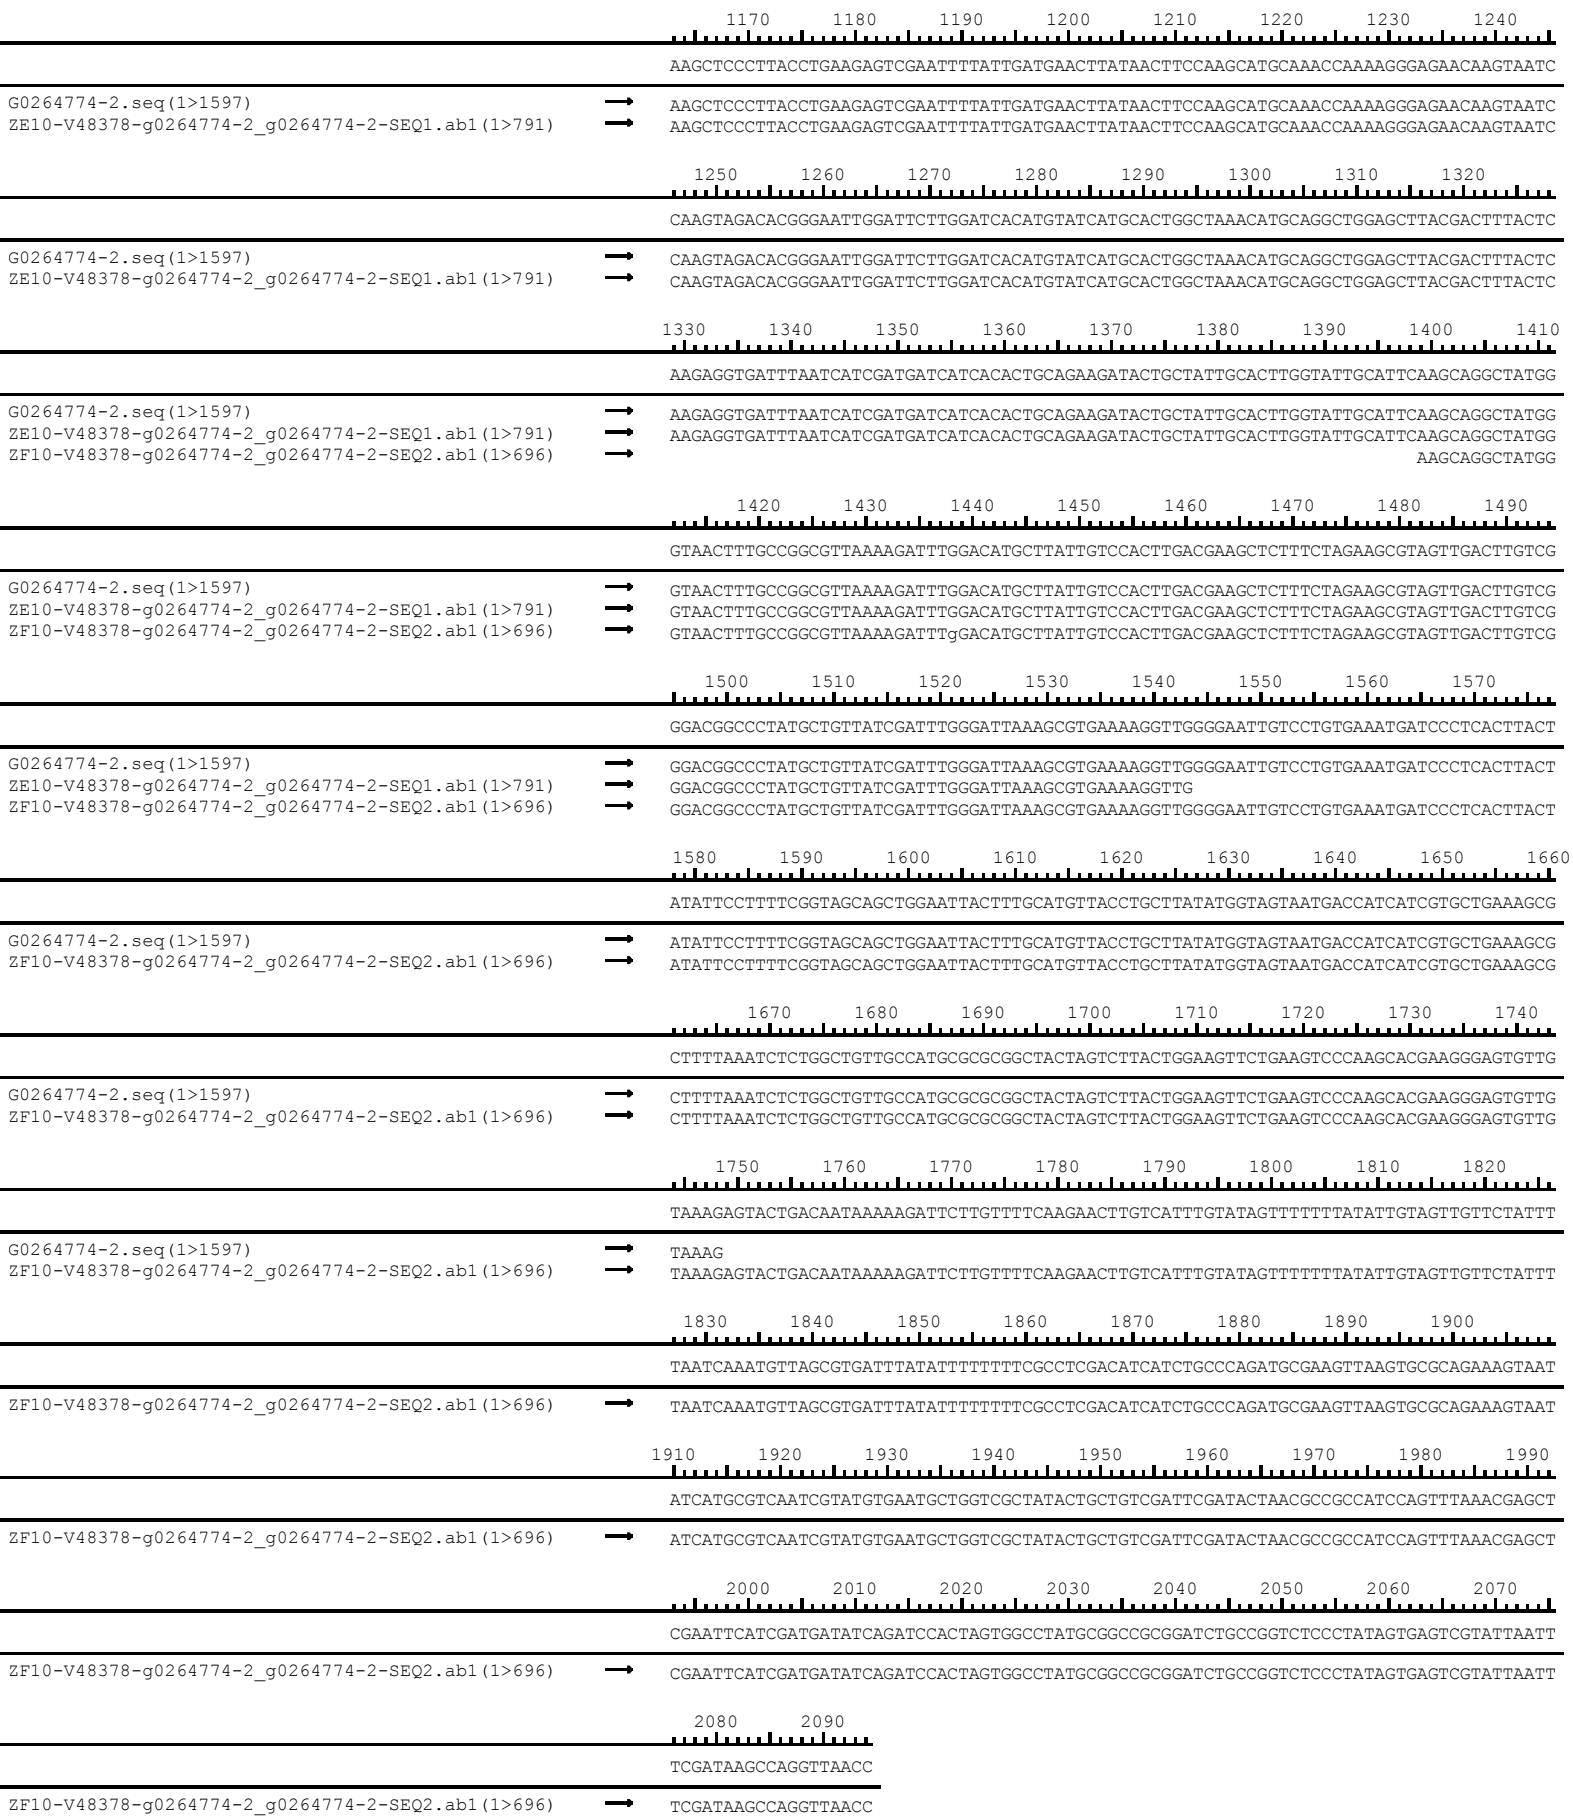 1170 1180 1190 1200 1210 1220 1230 1240
AAGCTCCCTTACCTGAAGAGTCGAATTTTATTGATGAACTTATAACTTCCAAGCATGCAAACCAAAAGGGAGAACAAGTAATC
G0264774-2.seq(1>1597) → AAGCTCCCTTACCTGAAGAGTCGAATTTTATTGATGAACTTATAACTTCCAAGCATGCAAACCAAAAGGGAGAACAAGTAATC
ZE10-V48378-g0264774-2_g0264774-2-SEQ1.ab1(1>791) → AAGCTCCCTTACCTGAAGAGTCGAATTTTATTGATGAACTTATAACTTCCAAGCATGCAAACCAAAAGGGAGAACAAGTAATC
1250 1260 1270 1280 1290 1300 1310 1320
CAAGTAGACACGGGAATTGGATTCTTGGATCACATGTATCATGCACTGGCTAAACATGCAGGCTGGAGCTTACGACTTTACTC
G0264774-2.seq(1>1597) → CAAGTAGACACGGGAATTGGATTCTTGGATCACATGTATCATGCACTGGCTAAACATGCAGGCTGGAGCTTACGACTTTACTC
ZE10-V48378-g0264774-2_g0264774-2-SEQ1.ab1(1>791) → CAAGTAGACACGGGAATTGGATTCTTGGATCACATGTATCATGCACTGGCTAAACATGCAGGCTGGAGCTTACGACTTTACTC
1330 1340 1350 1360 1370 1380 1390 1400 1410
AAGAGGTGATTTAATCATCGATGATCATCACACTGCAGAAGATACTGCTATTGCACTTGGTATTGCATTCAAGCAGGCTATGG
G0264774-2.seq(1>1597) → AAGAGGTGATTTAATCATCGATGATCATCACACTGCAGAAGATACTGCTATTGCACTTGGTATTGCATTCAAGCAGGCTATGG
ZE10-V48378-g0264774-2_g0264774-2-SEQ1.ab1(1>791) → AAGAGGTGATTTAATCATCGATGATCATCACACTGCAGAAGATACTGCTATTGCACTTGGTATTGCATTCAAGCAGGCTATGG
ZF10-V48378-g0264774-2_g0264774-2-SEQ2.ab1(1>696) → AAGCAGGCTATGG
1420 1430 1440 1450 1460 1470 1480 1490
GTAACTTTGCCGGCGTTAAAAGATTTGGACATGCTTATTGTCCACTTGACGAAGCTCTTTCTAGAAGCGTAGTTGACTTGTCG
G0264774-2.seq(1>1597) → GTAACTTTGCCGGCGTTAAAAGATTTGGACATGCTTATTGTCCACTTGACGAAGCTCTTTCTAGAAGCGTAGTTGACTTGTCG
ZE10-V48378-g0264774-2_g0264774-2-SEQ1.ab1(1>791) → GTAACTTTGCCGGCGTTAAAAGATTTGGACATGCTTATTGTCCACTTGACGAAGCTCTTTCTAGAAGCGTAGTTGACTTGTCG
ZF10-V48378-g0264774-2_g0264774-2-SEQ2.ab1(1>696) → GTAACTTTGCCGGCGTTAAAAGATTTgGACATGCTTATTGTCCACTTGACGAAGCTCTTTCTAGAAGCGTAGTTGACTTGTCG
1500 1510 1520 1530 1540 1550 1560 1570
GGACGGCCCTATGCTGTTATCGATTTGGGATTAAAGCGTGAAAAGGTTGGGGAATTGTCCTGTGAAATGATCCCTCACTTACT
G0264774-2.seq(1>1597) → GGACGGCCCTATGCTGTTATCGATTTGGGATTAAAGCGTGAAAAGGTTGGGGAATTGTCCTGTGAAATGATCCCTCACTTACT
ZE10-V48378-g0264774-2_g0264774-2-SEQ1.ab1(1>791) → GGACGGCCCTATGCTGTTATCGATTTGGGATTAAAGCGTGAAAAGGTTG
ZF10-V48378-g0264774-2_g0264774-2-SEQ2.ab1(1>696) → GGACGGCCCTATGCTGTTATCGATTTGGGATTAAAGCGTGAAAAGGTTGGGGAATTGTCCTGTGAAATGATCCCTCACTTACT
1580 1590 1600 1610 1620 1630 1640 1650 1660
ATATTCCTTTTCGGTAGCAGCTGGAATTACTTTGCATGTTACCTGCTTATATGGTAGTAATGACCATCATCGTGCTGAAAGCG
G0264774-2.seq(1>1597) → ATATTCCTTTTCGGTAGCAGCTGGAATTACTTTGCATGTTACCTGCTTATATGGTAGTAATGACCATCATCGTGCTGAAAGCG
ZF10-V48378-g0264774-2_g0264774-2-SEQ2.ab1(1>696) → ATATTCCTTTTCGGTAGCAGCTGGAATTACTTTGCATGTTACCTGCTTATATGGTAGTAATGACCATCATCGTGCTGAAAGCG
1670 1680 1690 1700 1710 1720 1730 1740
CTTTTAAATCTCTGGCTGTTGCCATGCGCGCGGCTACTAGTCTTACTGGAAGTTCTGAAGTCCCAAGCACGAAGGGAGTGTTG
G0264774-2.seq(1>1597) → CTTTTAAATCTCTGGCTGTTGCCATGCGCGCGGCTACTAGTCTTACTGGAAGTTCTGAAGTCCCAAGCACGAAGGGAGTGTTG
ZF10-V48378-g0264774-2_g0264774-2-SEQ2.ab1(1>696) → CTTTTAAATCTCTGGCTGTTGCCATGCGCGCGGCTACTAGTCTTACTGGAAGTTCTGAAGTCCCAAGCACGAAGGGAGTGTTG
1750 1760 1770 1780 1790 1800 1810 1820
TAAAGAGTACTGACAATAAAAAGATTCTTGTTTTCAAGAACTTGTCATTTGTATAGTTTTTTTATATTGTAGTTGTTCTATTT
G0264774-2.seq(1>1597) → TAAAG
ZF10-V48378-g0264774-2_g0264774-2-SEQ2.ab1(1>696) → TAAAGAGTACTGACAATAAAAAGATTCTTGTTTTCAAGAACTTGTCATTTGTATAGTTTTTTTATATTGTAGTTGTTCTATTT
1830 1840 1850 1860 1870 1880 1890 1900
TAATCAAATGTTAGCGTGATTTATATTTTTTTTCGCCTCGACATCATCTGCCCAGATGCGAAGTTAAGTGCGCAGAAAGTAAT
ZF10-V48378-g0264774-2_g0264774-2-SEQ2.ab1(1>696) → TAATCAAATGTTAGCGTGATTTATATTTTTTTTCGCCTCGACATCATCTGCCCAGATGCGAAGTTAAGTGCGCAGAAAGTAAT
1910 1920 1930 1940 1950 1960 1970 1980 1990
ATCATGCGTCAATCGTATGTGAATGCTGGTCGCTATACTGCTGTCGATTCGATACTAACGCCGCCATCCAGTTTAAACGAGCT
ZF10-V48378-g0264774-2_g0264774-2-SEQ2.ab1(1>696) → ATCATGCGTCAATCGTATGTGAATGCTGGTCGCTATACTGCTGTCGATTCGATACTAACGCCGCCATCCAGTTTAAACGAGCT
2000 2010 2020 2030 2040 2050 2060 2070
CGAATTCATCGATGATATCAGATCCACTAGTGGCCTATGCGGCCGCGGATCTGCCGGTCTCCCTATAGTGAGTCGTATTAATT
ZF10-V48378-g0264774-2_g0264774-2-SEQ2.ab1(1>696) → CGAATTCATCGATGATATCAGATCCACTAGTGGCCTATGCGGCCGCGGATCTGCCGGTCTCCCTATAGTGAGTCGTATTAATT
2080 2090
TCGATAAGCCAGGTTAACC
ZF10-V48378-g0264774-2_g0264774-2-SEQ2.ab1(1>696) → TCGATAAGCCAGGTTAACC